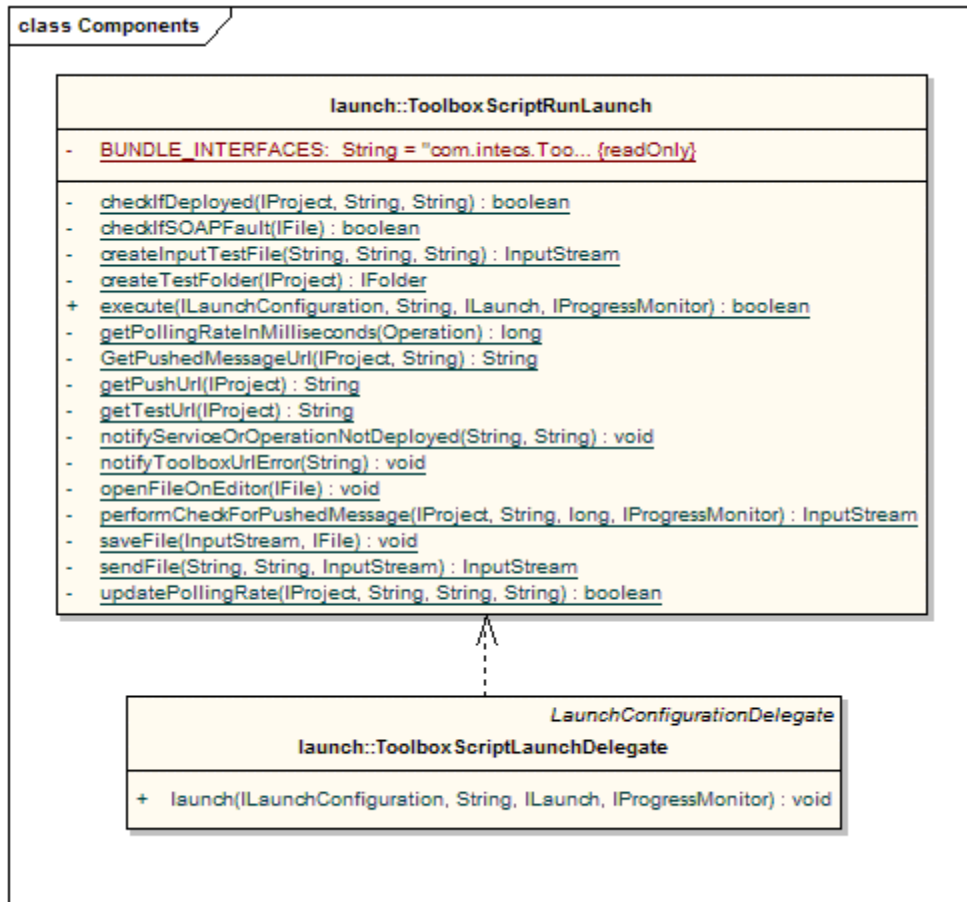 class Components
launch::ToolboxScriptRunLaunch
- BUNDLE_INTERFACES: String = "com.intecs.Too... {readOnly}
- checkIfDeployed(IProject, String, String) : boolean
- checkIfSOAPFault(IFile) : boolean
- createInputTestFile(String, String, String) : InputStream
- createTestFolder(IProject) : IFolder
+ execute(ILaunchConfiguration, String, ILaunch, IProgressMonitor) : boolean
- getPollingRateInMilliseconds(Operation) : long
- GetPushedMessageUrl(IProject, String) : String
- getPushUrl(IProject) : String
- getTestUrl(IProject) : String
- notifyServiceOrOperationNotDeployed(String, String) : void
- notifyToolboxUrlError(String) : void
- openFileOnEditor(IFile) : void
- performCheckForPushedMessage(IProject, String, long, IProgressMonitor) : InputStream
- saveFile(InputStream, IFile) : void
- sendFile(String, String, InputStream) : InputStream
- updatePollingRate(IProject, String, String, String) : boolean
LaunchConfigurationDelegate
launch::ToolboxScriptLaunchDelegate
+ launch(ILaunchConfiguration, String, ILaunch, IProgressMonitor) : void